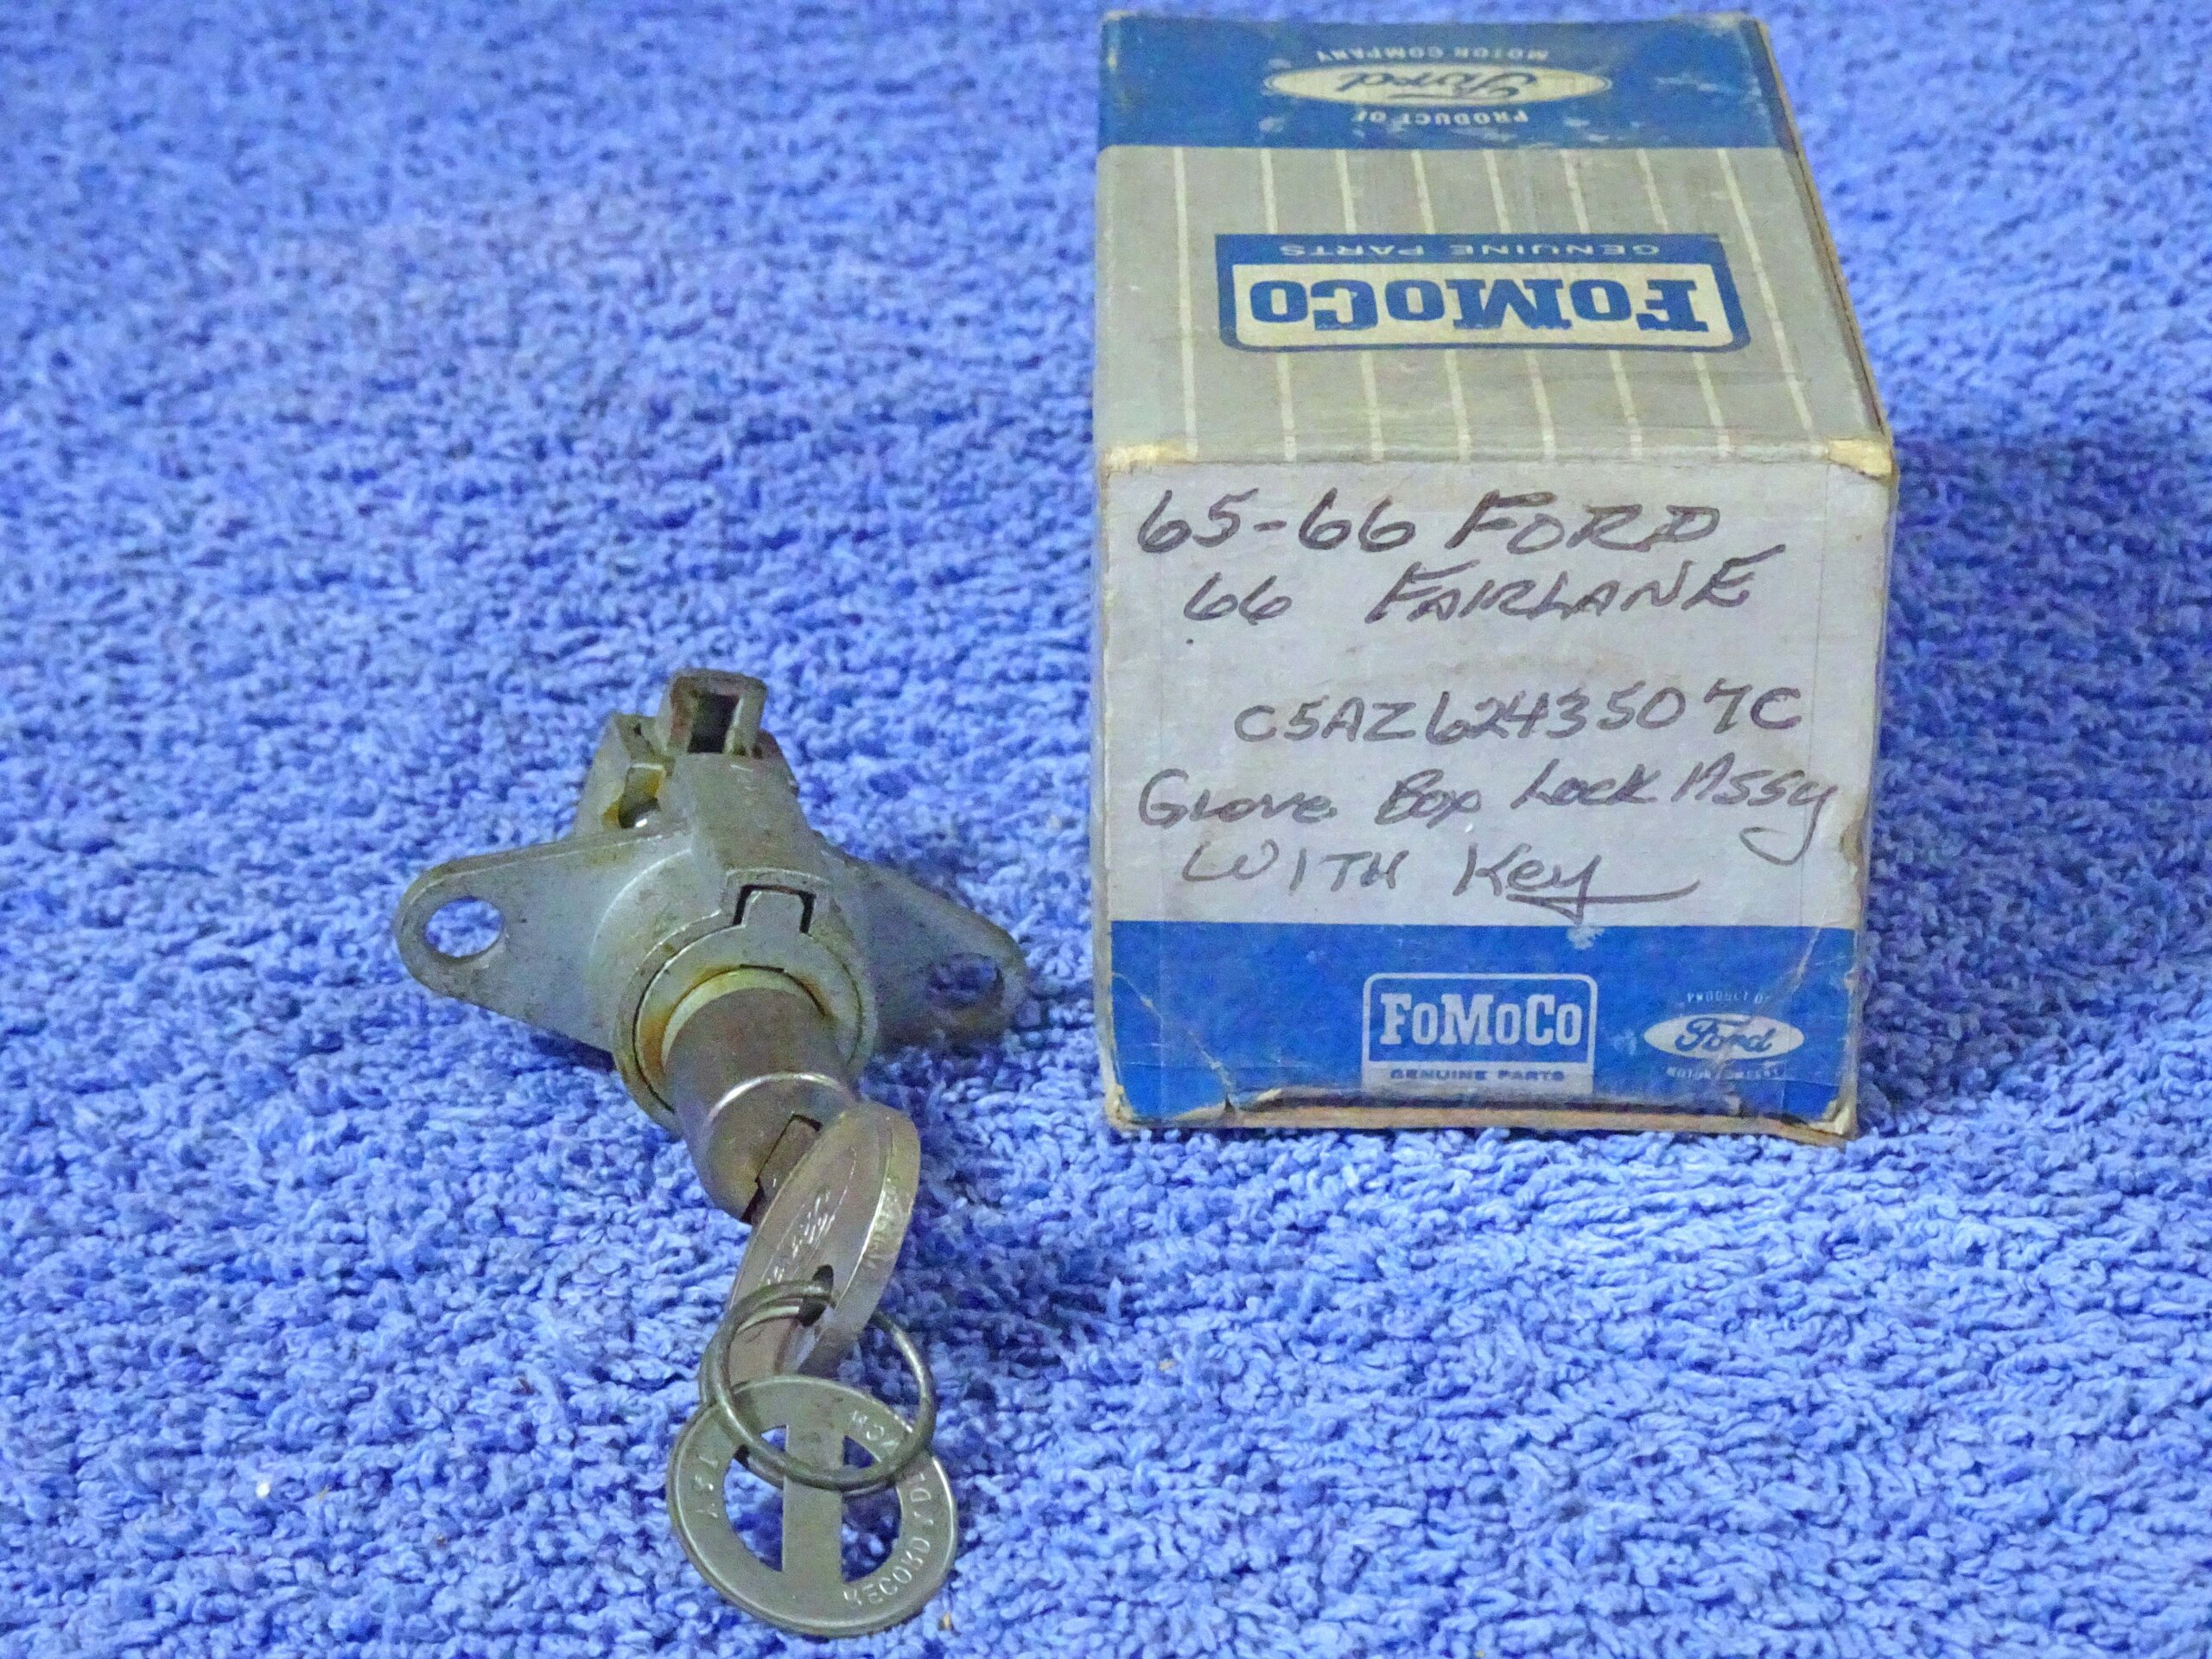 PRODUCT OF
Ford
MOTOR COMPANY
FoMoCo
GENUINE PARTS
65-66 FORD
66 FAIRLANE
C5AZ6243507C
Glove Box Lock Assy
WITH Key
FoMoCo
GENUINE PARTS
PRODUCT OF
Ford
MOTOR COMPANY
RECORD